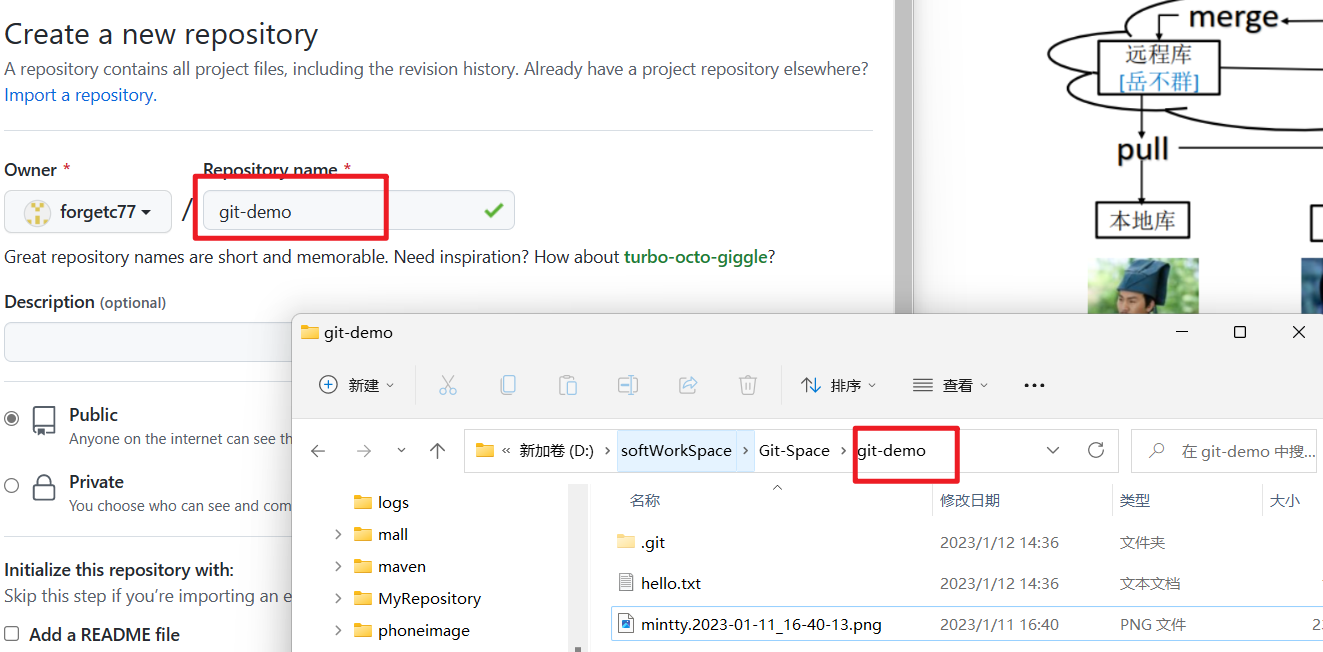 Create a new repository
A repository contains all project files, including the revision history. Already have a project repository elsewhere?
Import a repository.
Owner *
Repository name *
forgetc77
/
git-demo
Great repository names are short and memorable. Need inspiration? How about turbo-octo-giggle?
Description (optional)
Public
Anyone on the internet can see th
Private
You choose who can see and com
Initialize this repository with:
Skip this step if you’re importing an e
Add a README file
merge
远程库
[岳不群]
pull
本地库
git-demo
新建
排序
查看
« 新加卷 (D:) › softWorkSpace › Git-Space › git-demo
在 git-demo 中搜...
logs
mall
maven
MyRepository
phoneimage
名称 修改日期 类型 大小
.git 2023/1/12 14:36 文件夹
hello.txt 2023/1/12 14:36 文本文档
mintty.2023-01-11_16-40-13.png 2023/1/11 16:40 PNG 文件